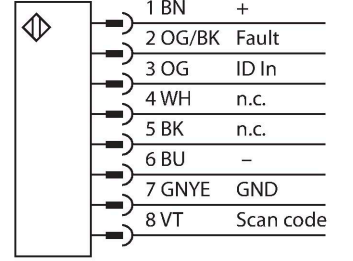 1 BN +
2 OG/BK Fault
3 OG ID In
4 WH n.c.
5 BK n.c.
6 BU –
7 GNYE GND
8 VT Scan code